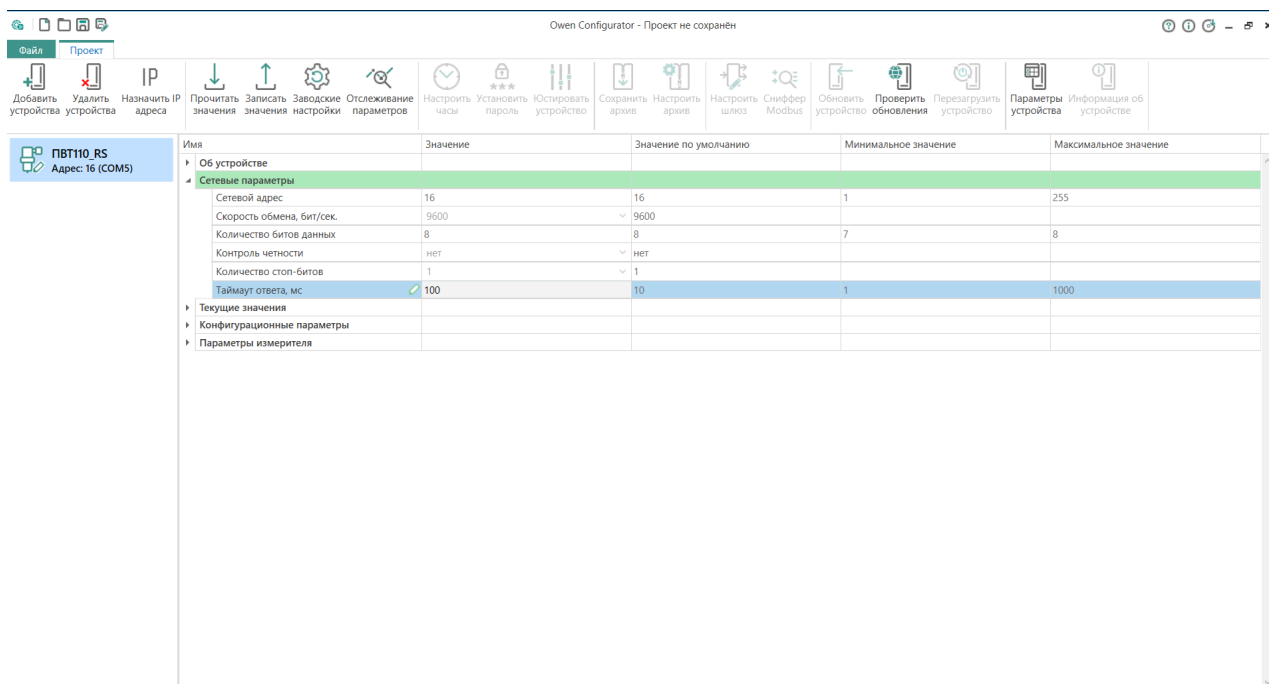 Owen Configurator - Проект не сохранён
Файл Проект
Добавить устройства Удалить устройства Назначить IP адреса Прочитать значения Записать значения Заводские настройки Отслеживание параметров Настроить часы Установить пароль Юстировать устройство Сохранить архив Настроить архив Настроить шлюз Сниффер Modbus Обновить устройство Проверить обновления Перезагрузить устройство Параметры устройства Информация об устройстве
IP
ПВТ110_RS
Адрес: 16 (COM5)
Имя Значение Значение по умолчанию Минимальное значение Максимальное значение
Об устройстве
Сетевые параметры
Сетевой адрес 16 16 1 255
Скорость обмена, бит/сек. 9600 9600
Количество битов данных 8 8 7 8
Контроль четности нет нет
Количество стоп-битов 1 1
Таймаут ответа, мс 100 10 1 1000
Текущие значения
Конфигурационные параметры
Параметры измерителя